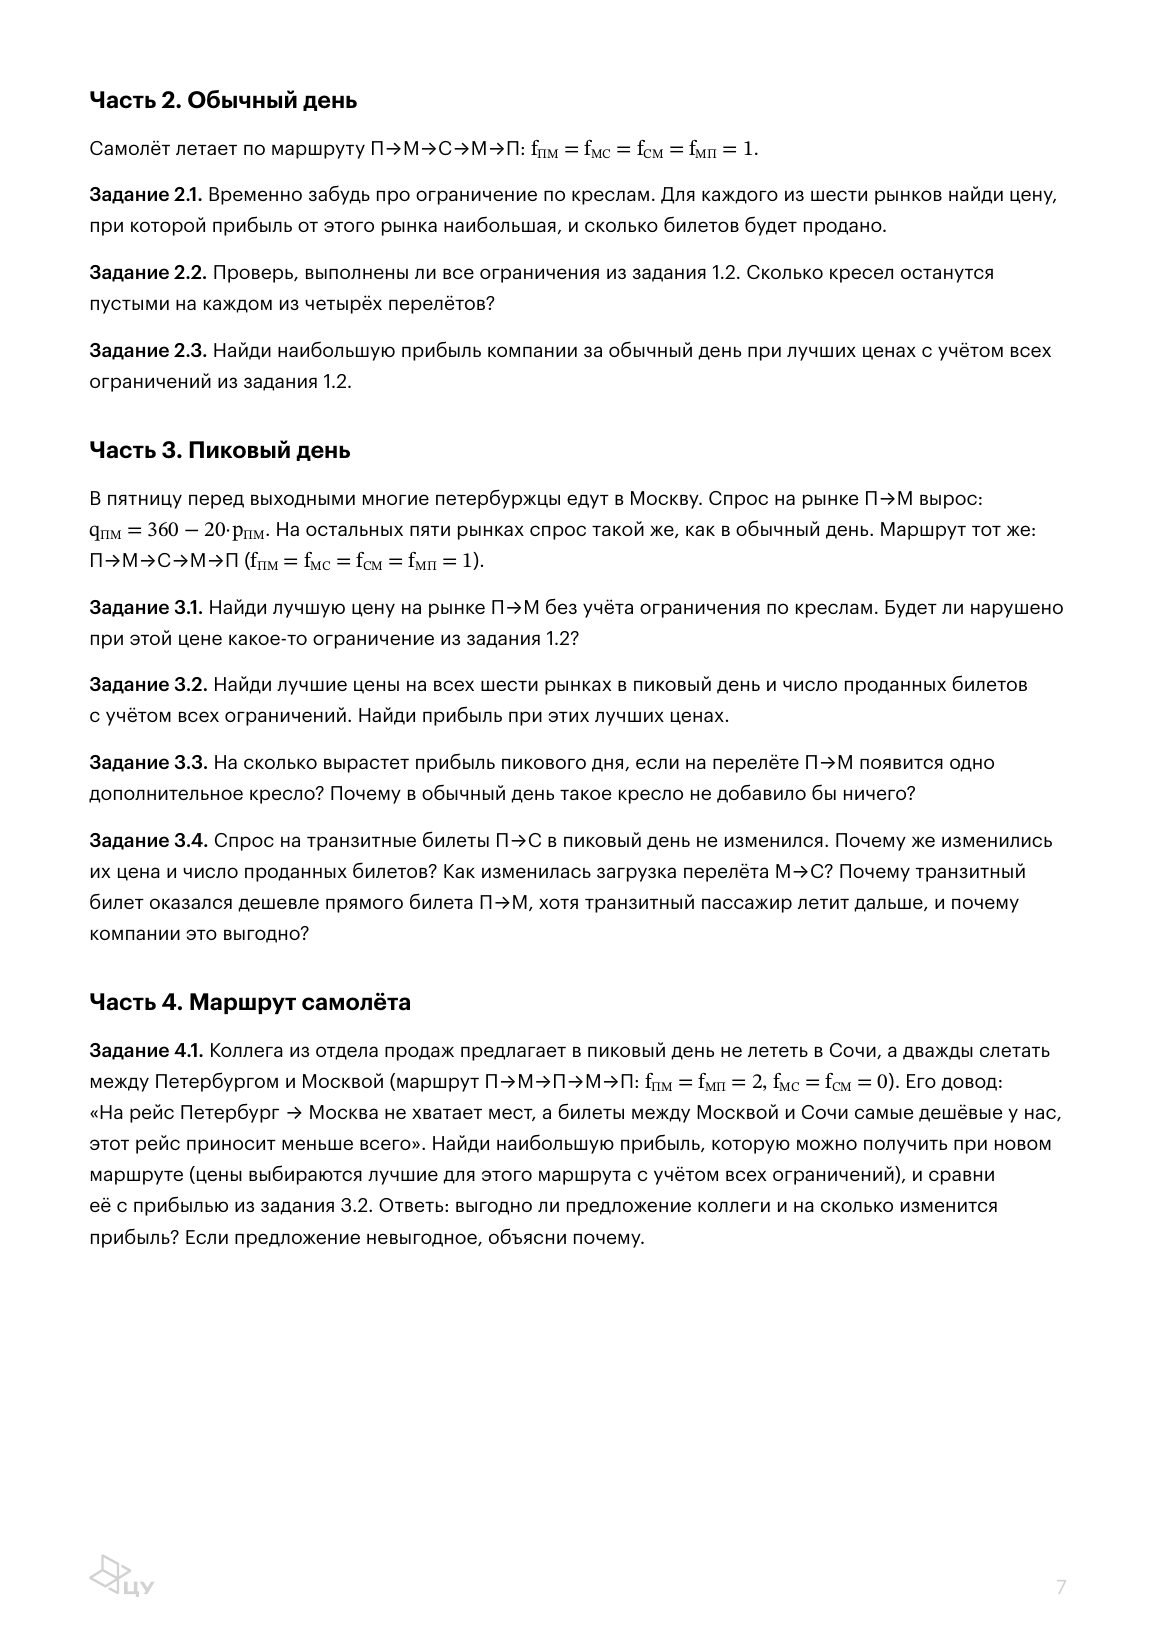 Часть 2. Обычный день
Самолёт летает по маршруту П→М→С→М→П: fПМ = fМС = fСМ = fМП = 1.
Задание 2.1. Временно забудь про ограничение по креслам. Для каждого из шести рынков найди цену,
при которой прибыль от этого рынка наибольшая, и сколько билетов будет продано.
Задание 2.2. Проверь, выполнены ли все ограничения из задания 1.2. Сколько кресел останутся
пустыми на каждом из четырёх перелётов?
Задание 2.3. Найди наибольшую прибыль компании за обычный день при лучших ценах с учётом всех
ограничений из задания 1.2.
Часть 3. Пиковый день
В пятницу перед выходными многие петербуржцы едут в Москву. Спрос на рынке П→М вырос:
qПМ = 360 − 20·pПМ. На остальных пяти рынках спрос такой же, как в обычный день. Маршрут тот же:
П→М→С→М→П (fПМ = fМС = fСМ = fМП = 1).
Задание 3.1. Найди лучшую цену на рынке П→М без учёта ограничения по креслам. Будет ли нарушено
при этой цене какое-то ограничение из задания 1.2?
Задание 3.2. Найди лучшие цены на всех шести рынках в пиковый день и число проданных билетов
с учётом всех ограничений. Найди прибыль при этих лучших ценах.
Задание 3.3. На сколько вырастет прибыль пикового дня, если на перелёте П→М появится одно
дополнительное кресло? Почему в обычный день такое кресло не добавило бы ничего?
Задание 3.4. Спрос на транзитные билеты П→С в пиковый день не изменился. Почему же изменились
их цена и число проданных билетов? Как изменилась загрузка перелёта М→С? Почему транзитный
билет оказался дешевле прямого билета П→М, хотя транзитный пассажир летит дальше, и почему
компании это выгодно?
Часть 4. Маршрут самолёта
Задание 4.1. Коллега из отдела продаж предлагает в пиковый день не лететь в Сочи, а дважды слетать
между Петербургом и Москвой (маршрут П→М→П→М→П: fПМ = fМП = 2, fМС = fСМ = 0). Его довод:
«На рейс Петербург → Москва не хватает мест, а билеты между Москвой и Сочи самые дешёвые у нас,
этот рейс приносит меньше всего». Найди наибольшую прибыль, которую можно получить при новом
маршруте (цены выбираются лучшие для этого маршрута с учётом всех ограничений), и сравни
её с прибылью из задания 3.2. Ответь: выгодно ли предложение коллеги и на сколько изменится
прибыль? Если предложение невыгодное, объясни почему.
ЦУ
7